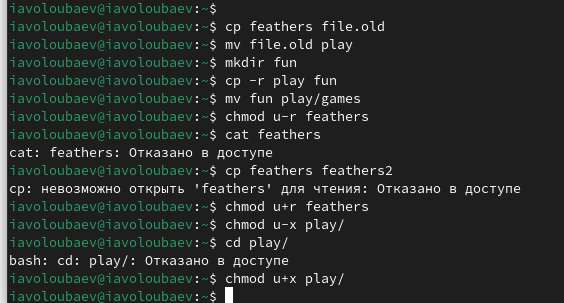 iavoloubaev@iavoloubaev:~$
iavoloubaev@iavoloubaev:~$ cp feathers file.old
iavoloubaev@iavoloubaev:~$ mv file.old play
iavoloubaev@iavoloubaev:~$ mkdir fun
iavoloubaev@iavoloubaev:~$ cp -r play fun
iavoloubaev@iavoloubaev:~$ mv fun play/games
iavoloubaev@iavoloubaev:~$ chmod u-r feathers
iavoloubaev@iavoloubaev:~$ cat feathers
cat: feathers: Отказано в доступе
iavoloubaev@iavoloubaev:~$ cp feathers feathers2
cp: невозможно открыть 'feathers' для чтения: Отказано в доступе
iavoloubaev@iavoloubaev:~$ chmod u+r feathers
iavoloubaev@iavoloubaev:~$ chmod u-x play/
iavoloubaev@iavoloubaev:~$ cd play/
bash: cd: play/: Отказано в доступе
iavoloubaev@iavoloubaev:~$ chmod u+x play/
iavoloubaev@iavoloubaev:~$